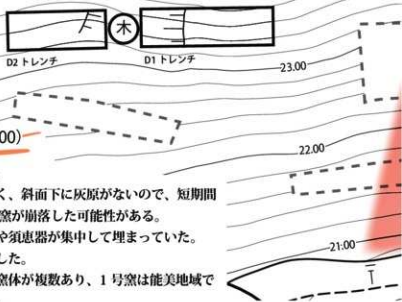 木
D2 トレンチ
D1 トレンチ
23.00
00)
22.00
く、斜面下に灰原がないので、短期間
窯が崩落した可能性がある。
や須恵器が集中して埋まっていた。
した。
21.00
窯体が複数あり、1 号窯は能美地域で